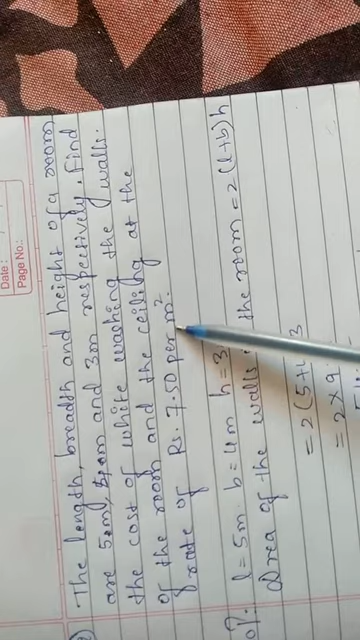 Date :
Page No.:
The length, breadth and height of a room
are 5m, 4m and 3m respectively. Find
the cost of white washing the walls
of the room and the ceiling at the
rate of Rs. 7.50 per m².
l = 5m b = 4m h = 3
Area of the walls the room = 2(l+b)h
= 2(5+ 3
= 2×9